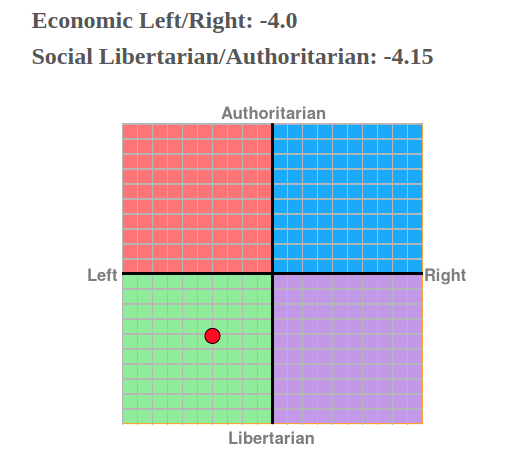 Economic Left/Right: -4.0
Social Libertarian/Authoritarian: -4.15
Authoritarian
Left
Right
Libertarian